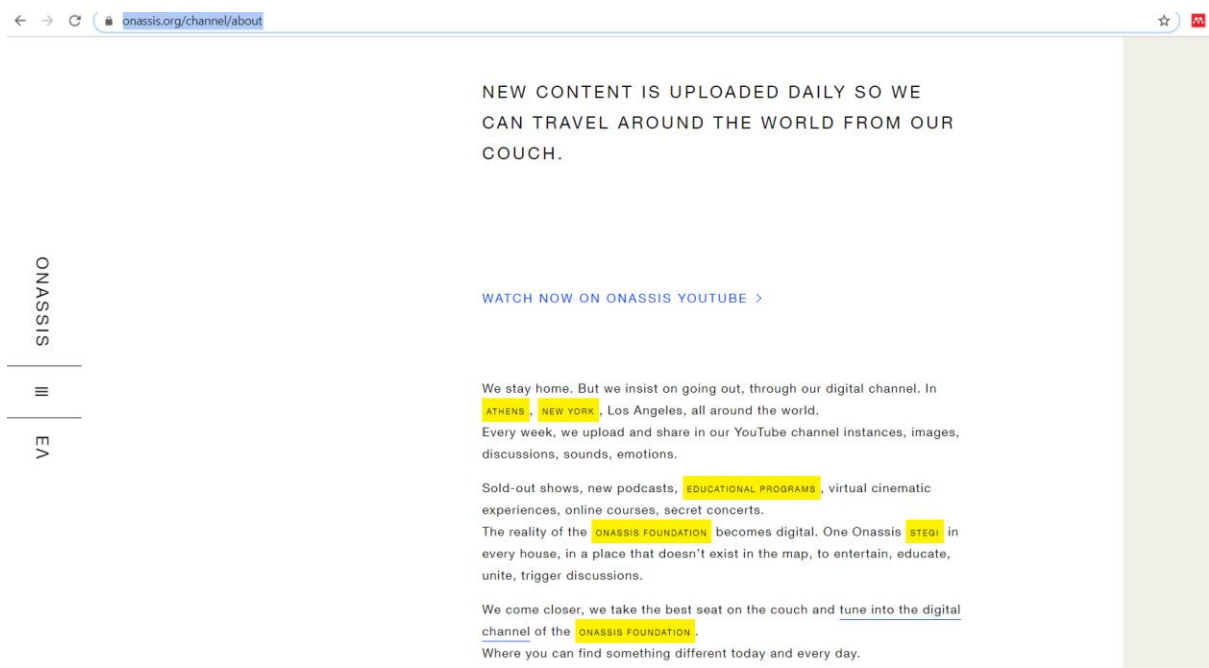 onassis.org/channel/about
NEW CONTENT IS UPLOADED DAILY SO WE
CAN TRAVEL AROUND THE WORLD FROM OUR
COUCH.
ONASSIS
ΕΛ
WATCH NOW ON ONASSIS YOUTUBE >
We stay home. But we insist on going out, through our digital channel. In
ATHENS , NEW YORK , Los Angeles, all around the world.
Every week, we upload and share in our YouTube channel instances, images,
discussions, sounds, emotions.
Sold-out shows, new podcasts, EDUCATIONAL PROGRAMS , virtual cinematic
experiences, online courses, secret concerts.
The reality of the ONASSIS FOUNDATION becomes digital. One Onassis STEGI in
every house, in a place that doesn’t exist in the map, to entertain, educate,
unite, trigger discussions.
We come closer, we take the best seat on the couch and tune into the digital
channel of the ONASSIS FOUNDATION .
Where you can find something different today and every day.